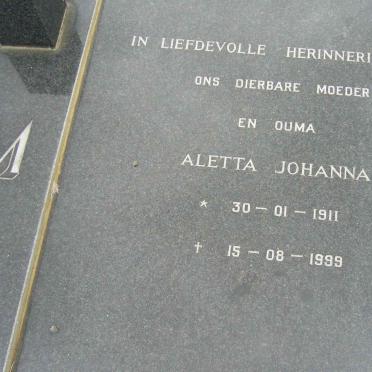 IN LIEFDEVOLLE HERINNERI
ONS DIERBARE MOEDER
EN OUMA
ALETTA JOHANNA
* 30-01-1911
† 15-08-1999